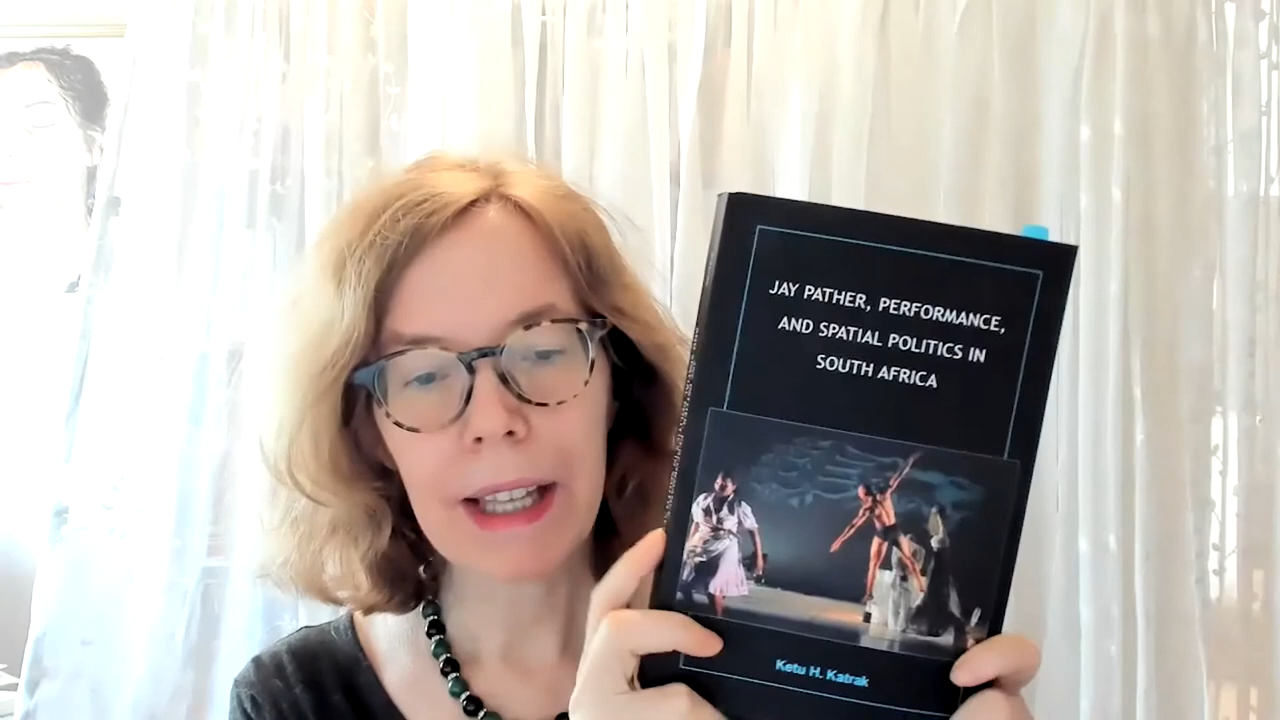 JAY PATHER, PERFORMANCE,
AND SPATIAL POLITICS IN
SOUTH AFRICA
Ketu H. Katrak